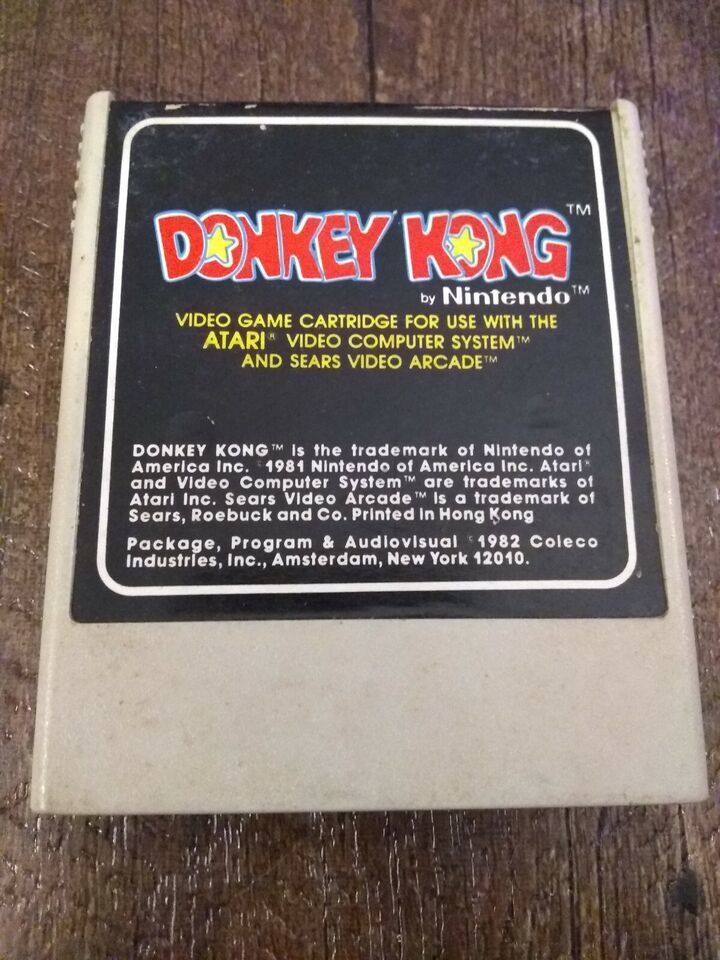 DONKEY KONG™
by Nintendo™
VIDEO GAME CARTRIDGE FOR USE WITH THE
ATARI® VIDEO COMPUTER SYSTEM™
AND SEARS VIDEO ARCADE™
DONKEY KONG™ is the trademark of Nintendo of
America Inc. ©1981 Nintendo of America Inc. Atari®
and Video Computer System™ are trademarks of
Atari Inc. Sears Video Arcade™ is a trademark of
Sears, Roebuck and Co. Printed in Hong Kong
Package, Program & Audiovisual ©1982 Coleco
Industries, Inc., Amsterdam, New York 12010.